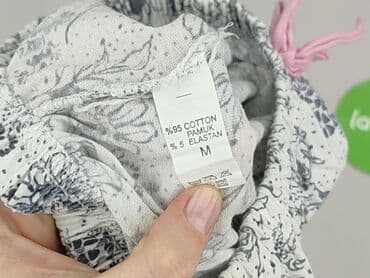 %95 COTTON
PAMUK
% 5 ELASTAN
M